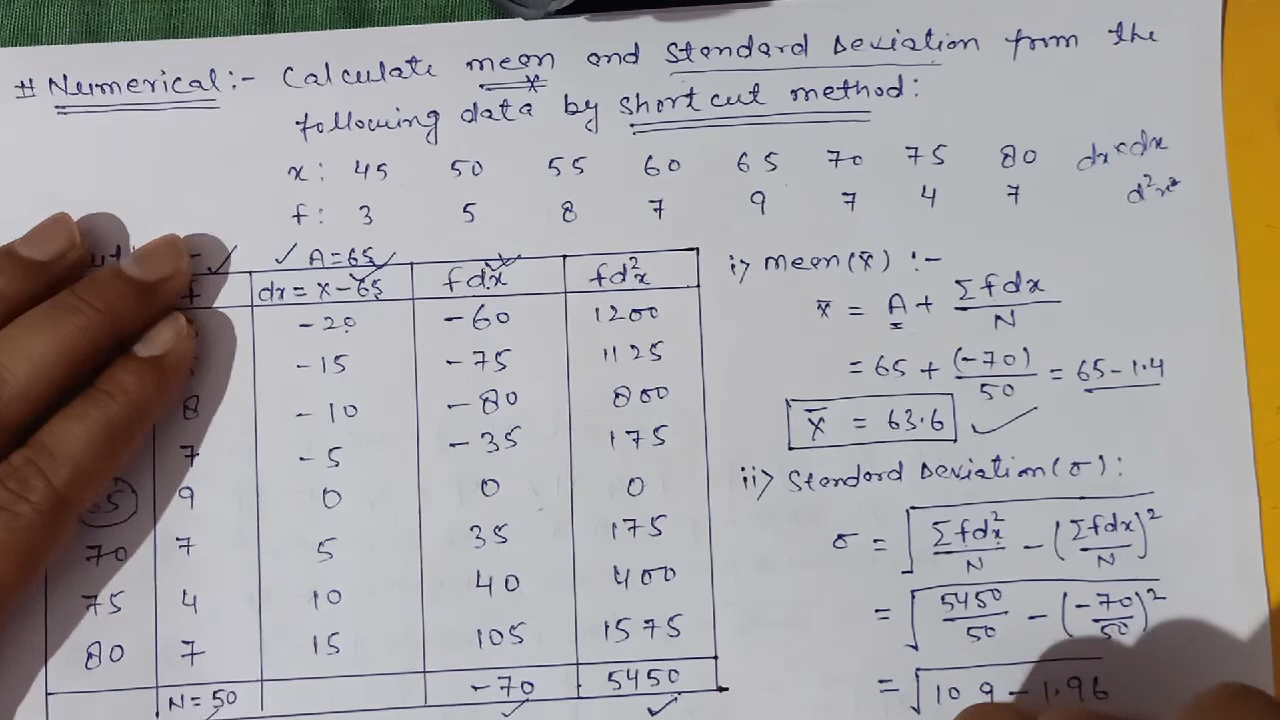 # Numerical:- Calculate mean and Standard Deviation from the
following data by shortcut method:
x: 45 50 55 60 65 70 75 80 dx×dx
f: 3 5 8 7 9 7 4 7 d²x
A=65
f dx = x-65 fdx fd²x
-20 -60 1200
-15 -75 1125
8 -10 -80 800
7 -5 -35 175
65 9 0 0 0
70 7 5 35 175
75 4 10 40 400
80 7 15 105 1575
N=50 -70 5450
i> mean(x̄) :-
x̄ = A + Σfdx/N
= 65 + (-70)/50 = 65-1.4
x̄ = 63.6
ii> Standard Deviation(σ):
σ = √Σfd²x/N - (Σfdx/N)²
= √5450/50 - (-70/50)²
= √109-1.96